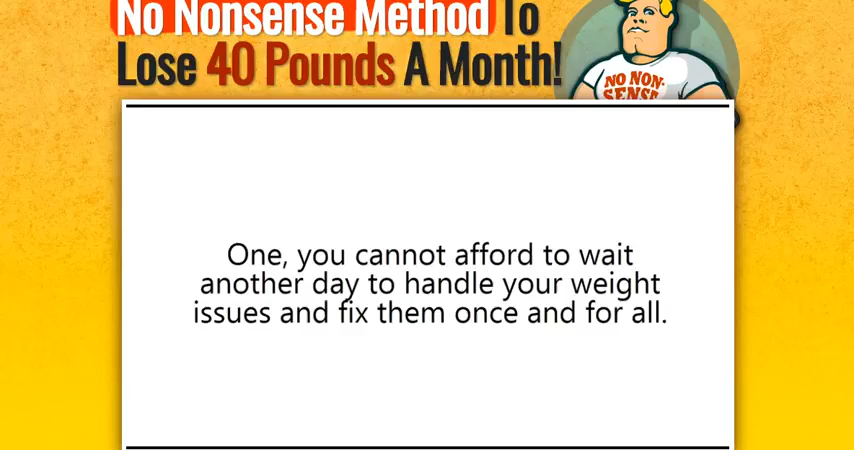 No Nonsense Method To
Lose 40 Pounds A Month!
NO NON-
SENSE
One, you cannot afford to wait
another day to handle your weight
issues and fix them once and for all.